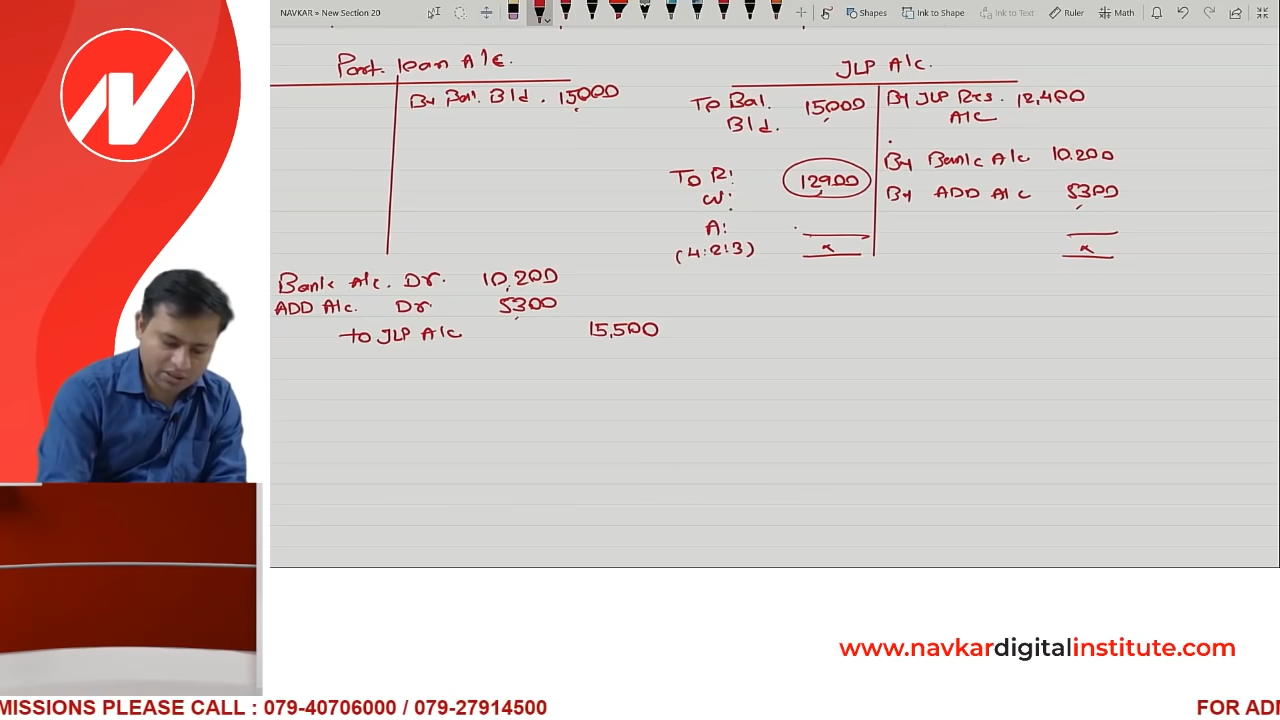 NAVKAR » New Section 20
Shapes
Ink to Shape
Ink to Text
Ruler
Math
Part. loan A/c.
By Bal. Bld. 15000
JLP A/c.
To Bal. Bld. 15000
By JLP Res. A/c 12,400
By Bank A/c 10.200
To R:
W:
A:
(4:2:3)
12900
x
By ADD A/c 5300
x
Bank A/c. Dr. 10,200
ADD A/c. Dr. 5300
to JLP A/c 15,500
www.navkardigitalinstitute.com
MISSIONS PLEASE CALL : 079-40706000 / 079-27914500
FOR ADI